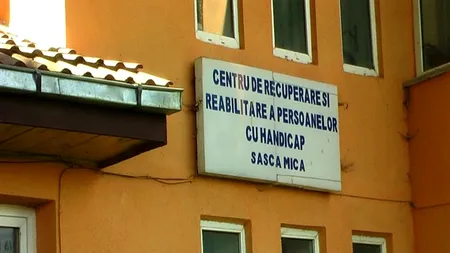 CENTRU DE RECUPERARE SI
REABILITARE A PERSOANELOR
CU HANDICAP
SASCA MICA